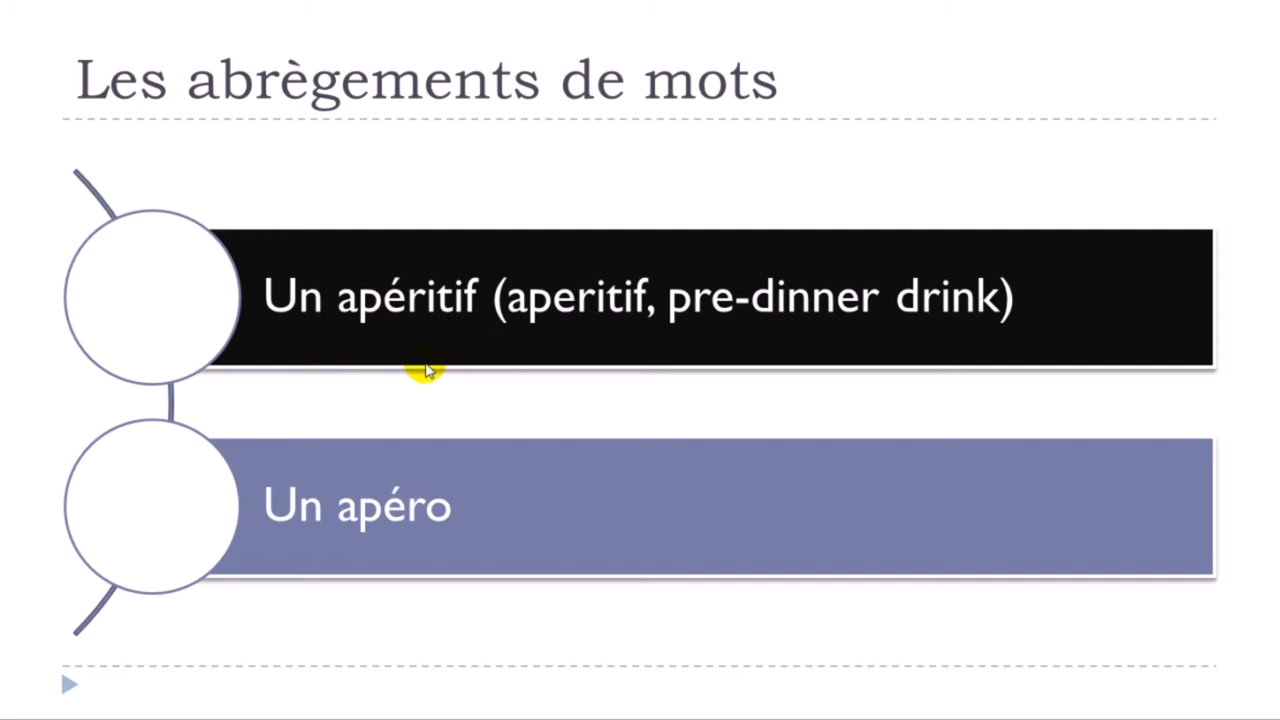 Les abrègements de mots
Un apéritif (aperitif, pre-dinner drink)
Un apéro